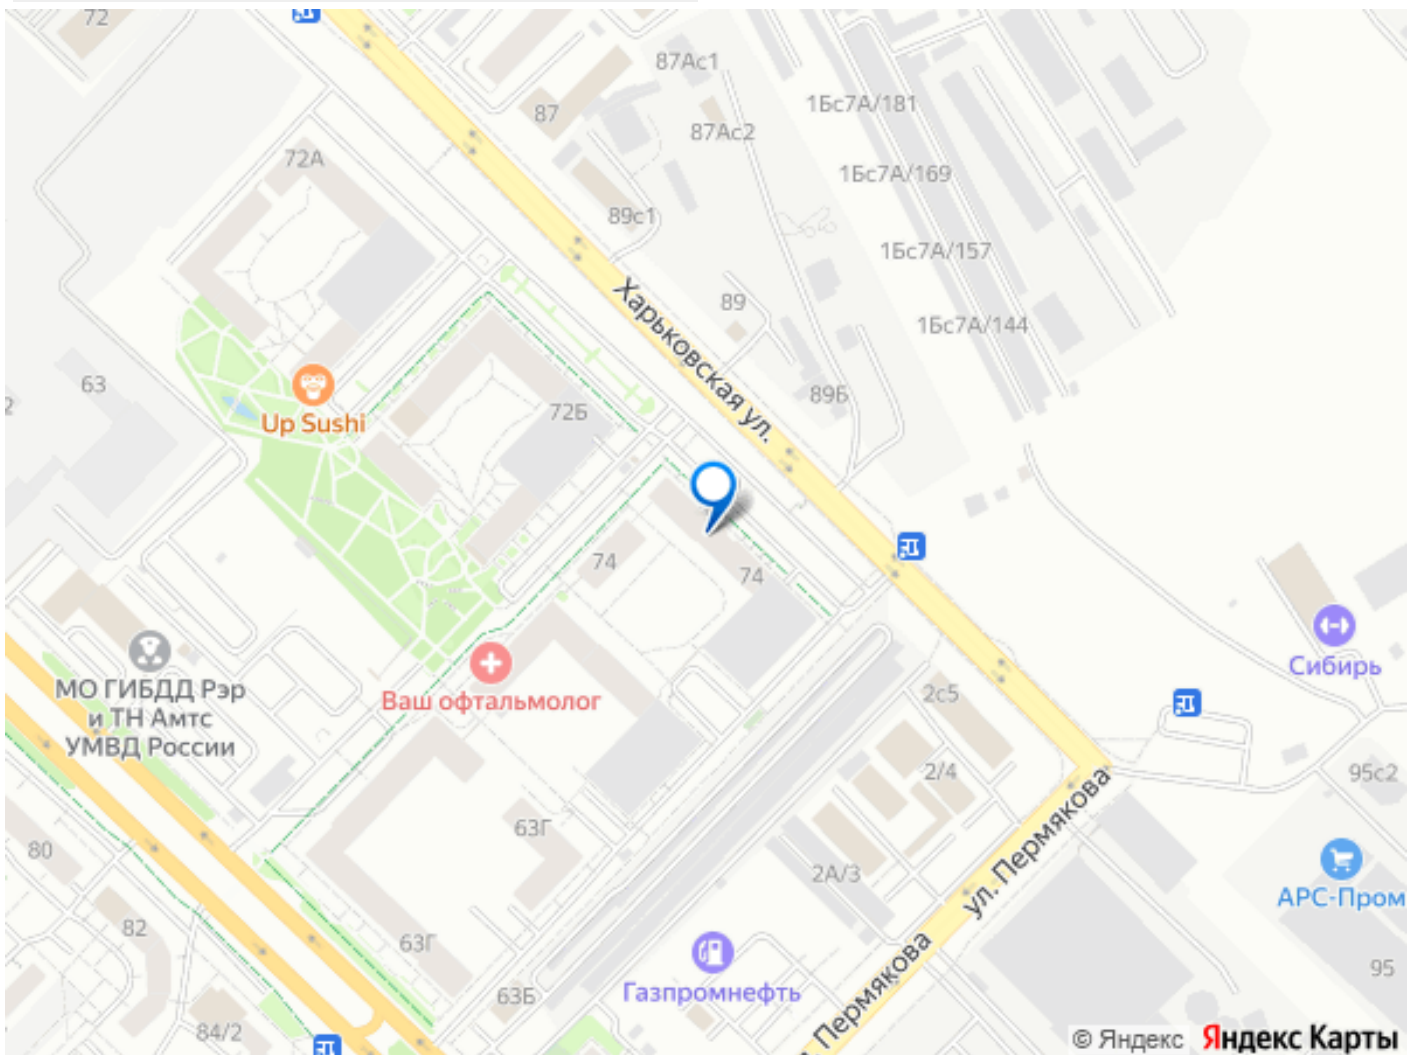 72
87Ас1
87
1Бс7А/181
87Ас2
72А
1Бс7А/169
89с1
1Бс7А/157
89
Харьковская ул.
1Бс7А/144
63
89Б
72Б
Up Sushi
74
74
Сибирь
МО ГИБДД Рэр
и ТН Амтс
УМВД России
Ваш офтальмолог
2с5
2/4
95с2
ул. Пермякова
63Г
80
2А/3
АРС-Пром
82
63Г
Газпромнефть
95
63Б
84/2
Пермякова
© Яндекс Яндекс Карты